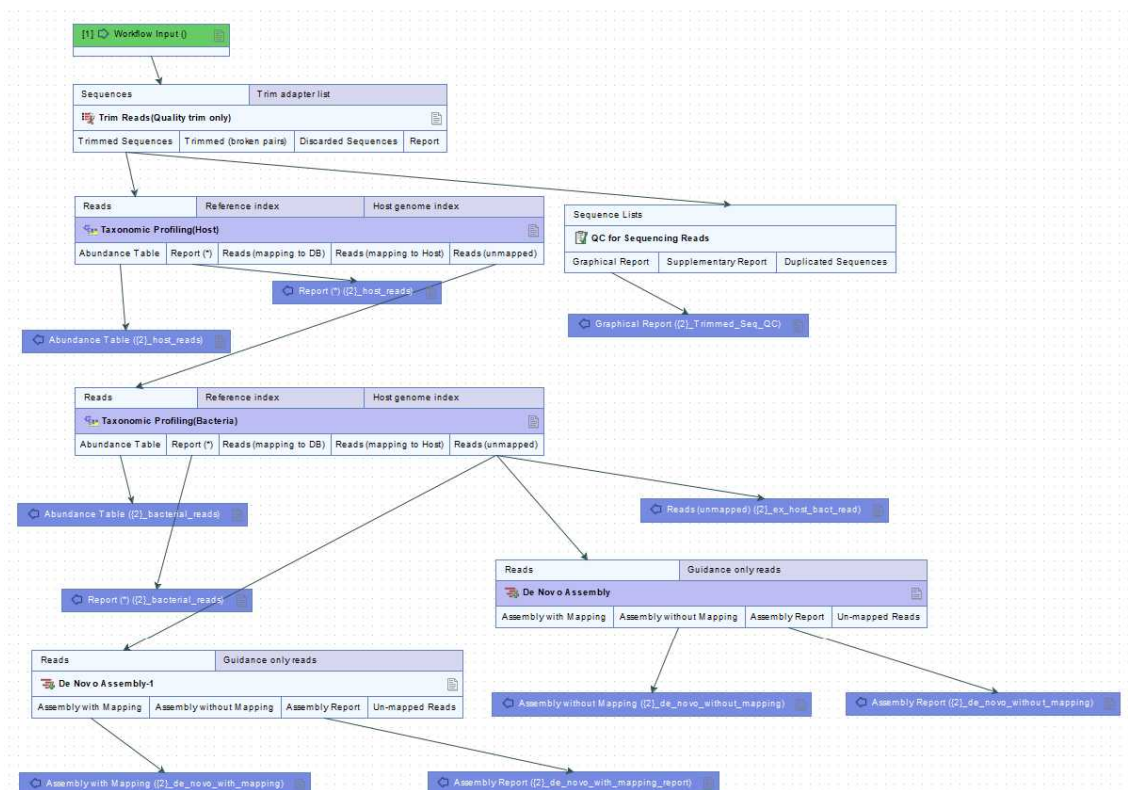 [1] Workflow Input ()
Sequences Trim adapter list
Trim Reads(Quality trim only)
Trimmed Sequences Trimmed (broken pairs) Discarded Sequences Report
Reads Reference index Host genome index
Taxonomic Profiling(Host)
Abundance Table Report (*) Reads (mapping to DB) Reads (mapping to Host) Reads (unmapped)
Sequence Lists
QC for Sequencing Reads
Graphical Report Supplementary Report Duplicated Sequences
Report (*) ({2}_host_reads)
Graphical Report ({2}_Trimmed_Seq_QC)
Abundance Table ({2}_host_reads)
Reads Reference index Host genome index
Taxonomic Profiling(Bacteria)
Abundance Table Report (*) Reads (mapping to DB) Reads (mapping to Host) Reads (unmapped)
Abundance Table ({2}_bacterial_reads)
Reads (unmapped) ({2}_ex_host_bact_read)
Reads Guidance only reads
De Novo Assembly
Assembly with Mapping Assembly without Mapping Assembly Report Un-mapped Reads
Report (*) ({2}_bacterial_reads)
Reads Guidance only reads
De Novo Assembly-1
Assembly with Mapping Assembly without Mapping Assembly Report Un-mapped Reads
Assembly without Mapping ({2}_de_novo_without_mapping)
Assembly Report ({2}_de_novo_without_mapping)
Assembly with Mapping ({2}_de_novo_with_mapping)
Assembly Report ({2}_de_novo_with_mapping_report)